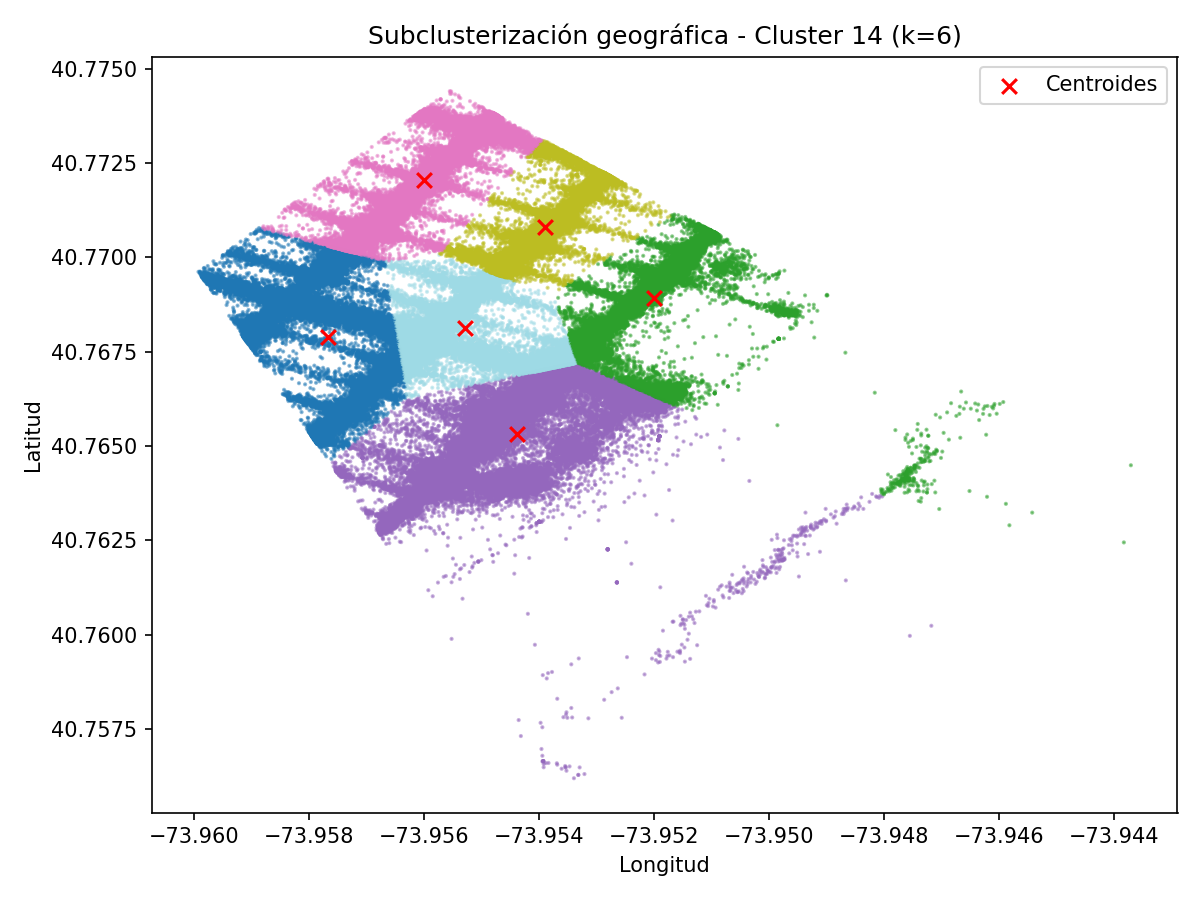 Subclusterización geográfica - Cluster 14 (k=6)
Centroides
40.7750
40.7725
40.7700
40.7675
40.7650
40.7625
40.7600
40.7575
Latitud
−73.960 −73.958 −73.956 −73.954 −73.952 −73.950 −73.948 −73.946 −73.944
Longitud